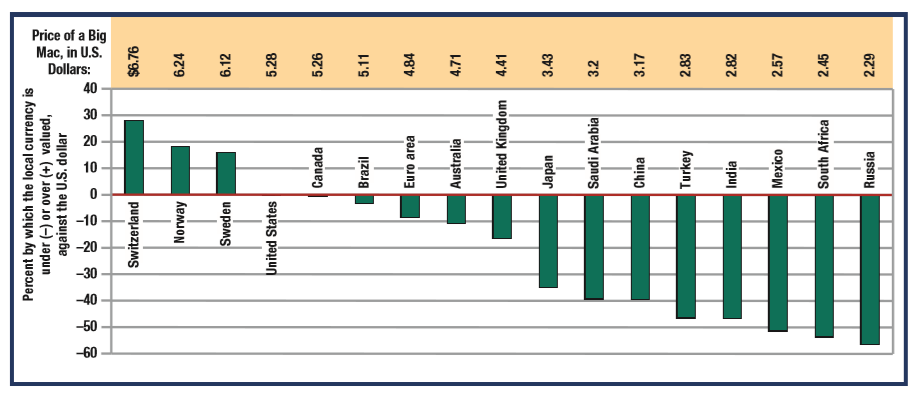 Price of a Big
Mac, in U.S.
Dollars:
$6.76
6.24
6.12
5.28
5.26
5.11
4.84
4.71
4.41
3.43
3.2
3.17
2.83
2.82
2.57
2.45
2.29
Percent by which the local currency is
under (–) or over (+) valued,
against the U.S. dollar
40
30
20
10
0
–10
–20
–30
–40
–50
–60
Switzerland
Norway
Sweden
United States
Canada
Brazil
Euro area
Australia
United Kingdom
Japan
Saudi Arabia
China
Turkey
India
Mexico
South Africa
Russia